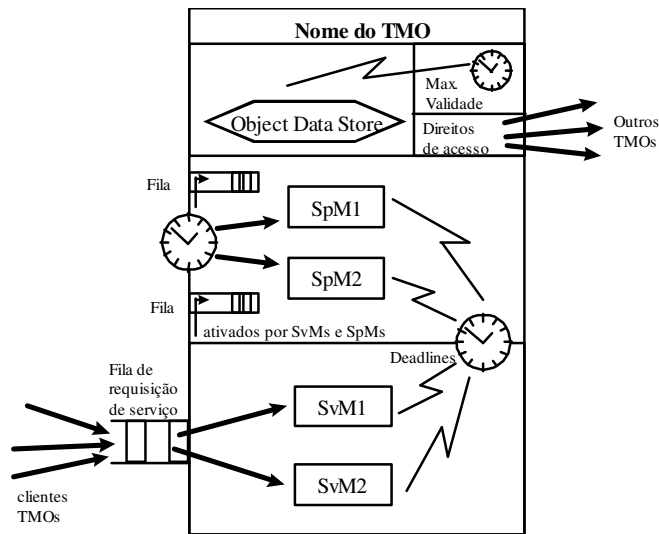 Nome do TMO
Max.
Validade
Object Data Store
Direitos
de acesso
Outros
TMOs
Fila
SpM1
SpM2
Fila
ativados por SvMs e SpMs
Deadlines
Fila de
requisição
de serviço
SvM1
SvM2
clientes
TMOs